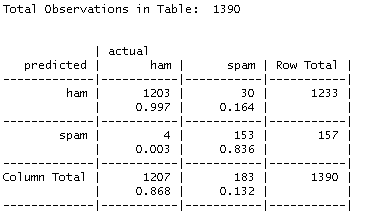 Total Observations in Table:  1390
             | actual
   predicted |       ham |      spam | Row Total |
-------------|-----------|-----------|-----------|
         ham |      1203 |        30 |      1233 |
             |     0.997 |     0.164 |           |
-------------|-----------|-----------|-----------|
        spam |         4 |       153 |       157 |
             |     0.003 |     0.836 |           |
-------------|-----------|-----------|-----------|
Column Total |      1207 |       183 |      1390 |
             |     0.868 |     0.132 |           |
-------------|-----------|-----------|-----------|